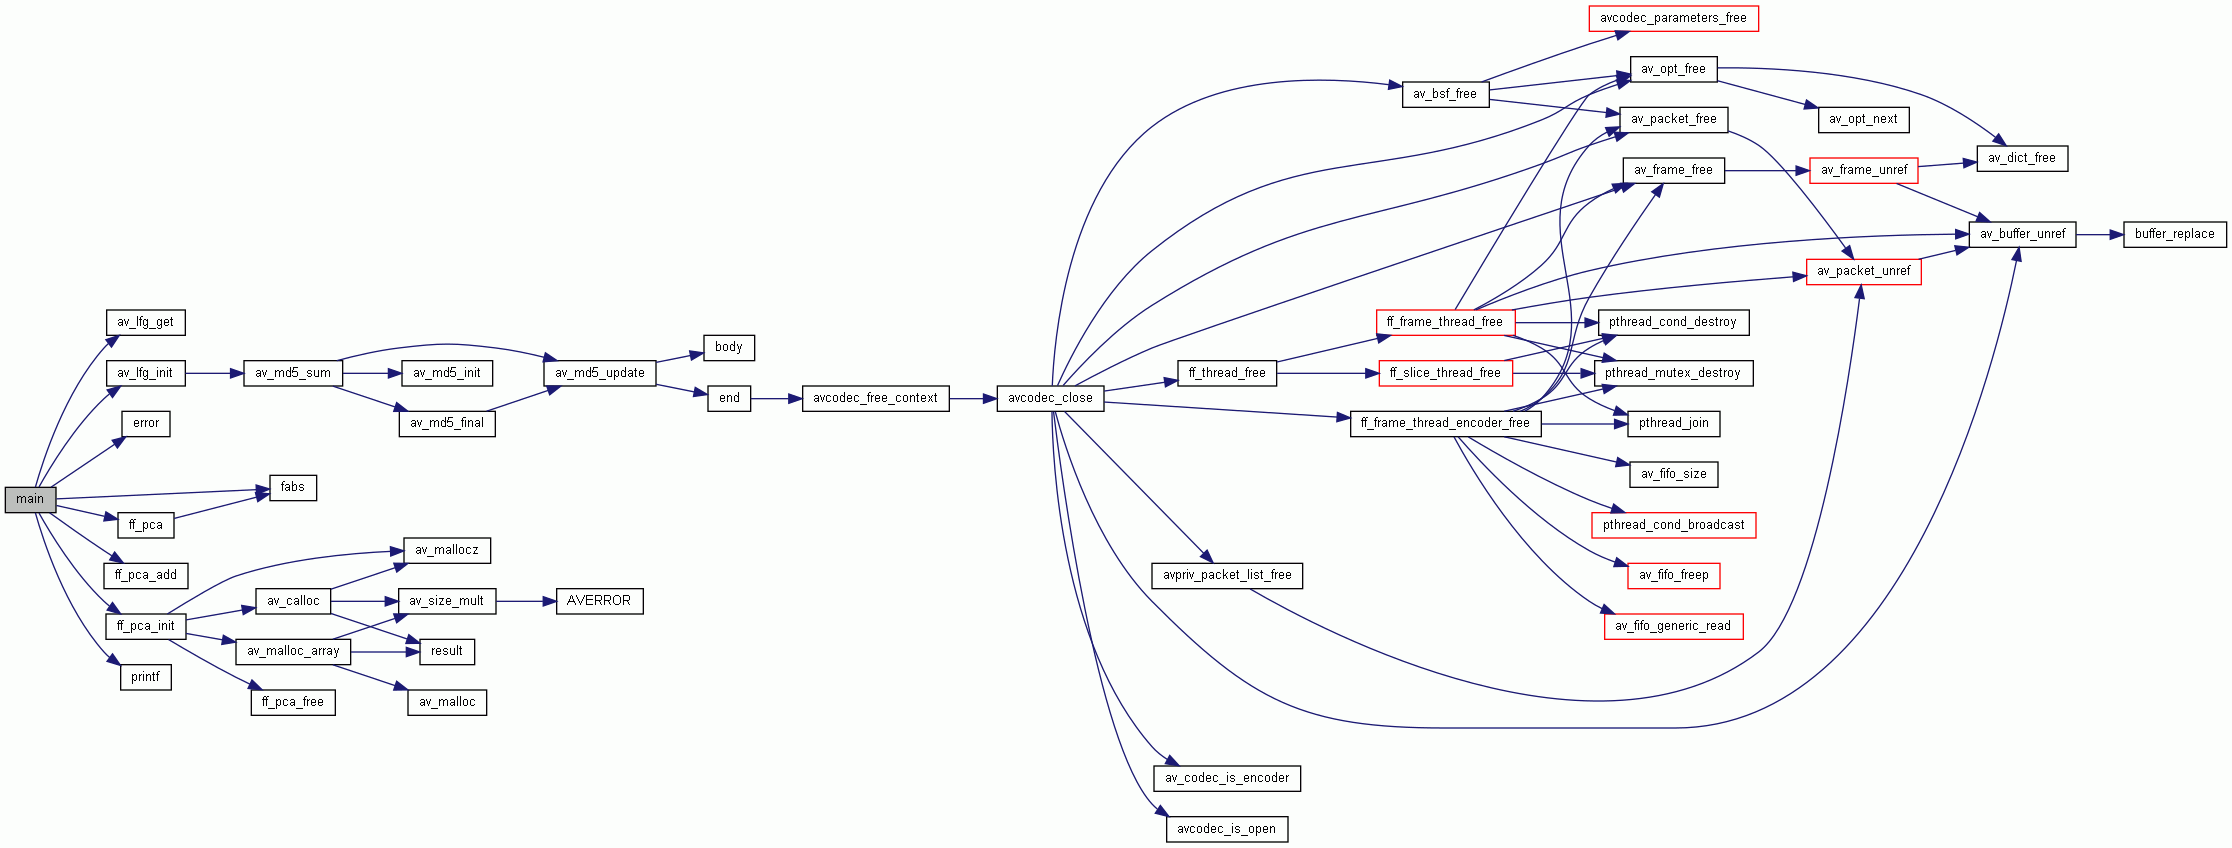 main
av_lfg_get
av_lfg_init
error
fabs
ff_pca
ff_pca_add
ff_pca_init
printf
av_md5_sum
av_md5_init
av_md5_final
av_md5_update
body
end
av_mallocz
av_calloc
av_size_mult
AVERROR
av_malloc_array
result
ff_pca_free
av_malloc
avcodec_free_context
avcodec_close
av_bsf_free
avcodec_parameters_free
av_opt_free
av_opt_next
av_packet_free
av_dict_free
av_frame_free
av_frame_unref
av_buffer_unref
buffer_replace
av_packet_unref
ff_thread_free
ff_frame_thread_free
ff_slice_thread_free
ff_frame_thread_encoder_free
pthread_cond_destroy
pthread_mutex_destroy
pthread_join
av_fifo_size
pthread_cond_broadcast
av_fifo_freep
av_fifo_generic_read
avpriv_packet_list_free
av_codec_is_encoder
avcodec_is_open